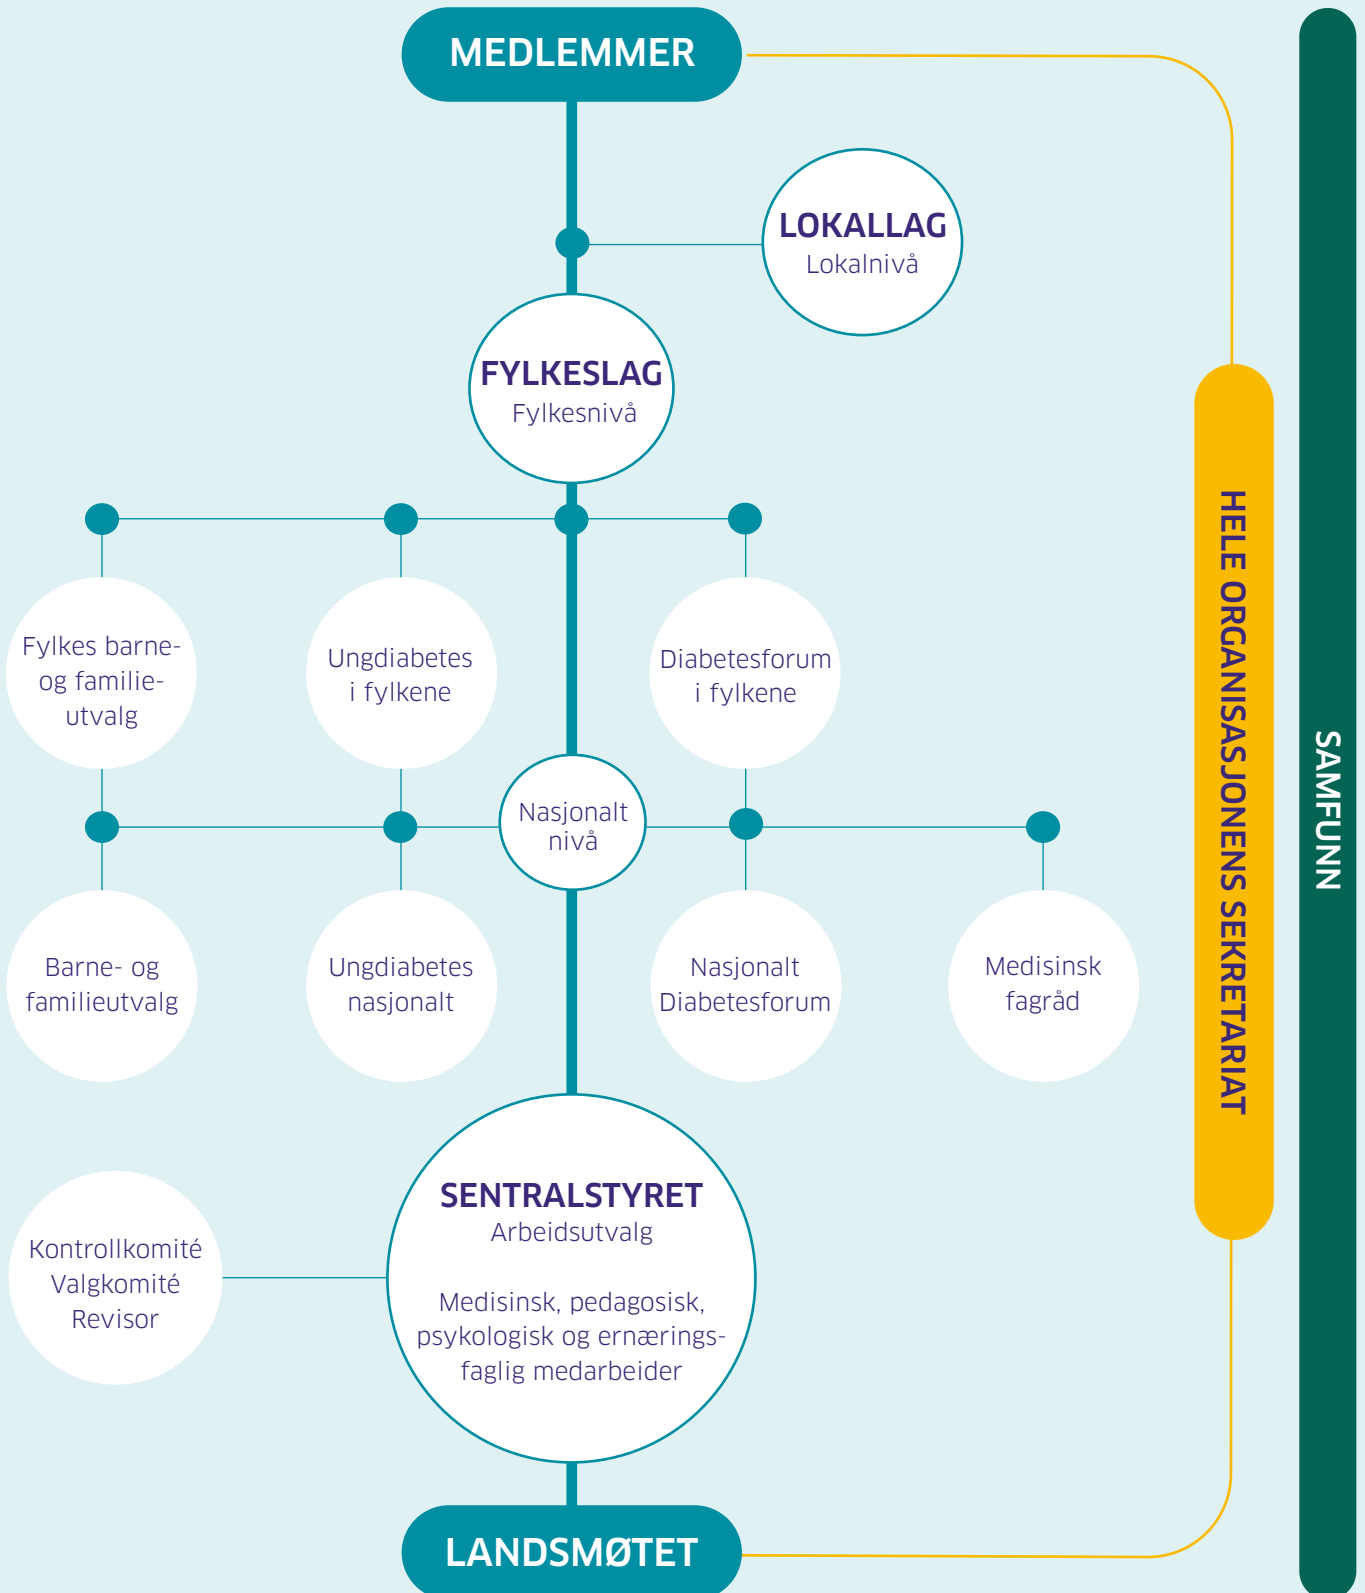 MEDLEMMER
LOKALLAG
Lokalnivå
FYLKESLAG
Fylkesnivå
Fylkes barne-
og familie-
utvalg
Ungdiabetes
i fylkene
Diabetesforum
i fylkene
Nasjonalt
nivå
Barne- og
familieutvalg
Ungdiabetes
nasjonalt
Nasjonalt
Diabetesforum
Medisinsk
fagråd
SENTRALSTYRET
Arbeidsutvalg
Medisinsk, pedagosisk,
psykologisk og ernærings-
faglig medarbeider
Kontrollkomité
Valgkomité
Revisor
LANDSMØTET
HELE ORGANISASJONENS SEKRETARIAT
SAMFUNN